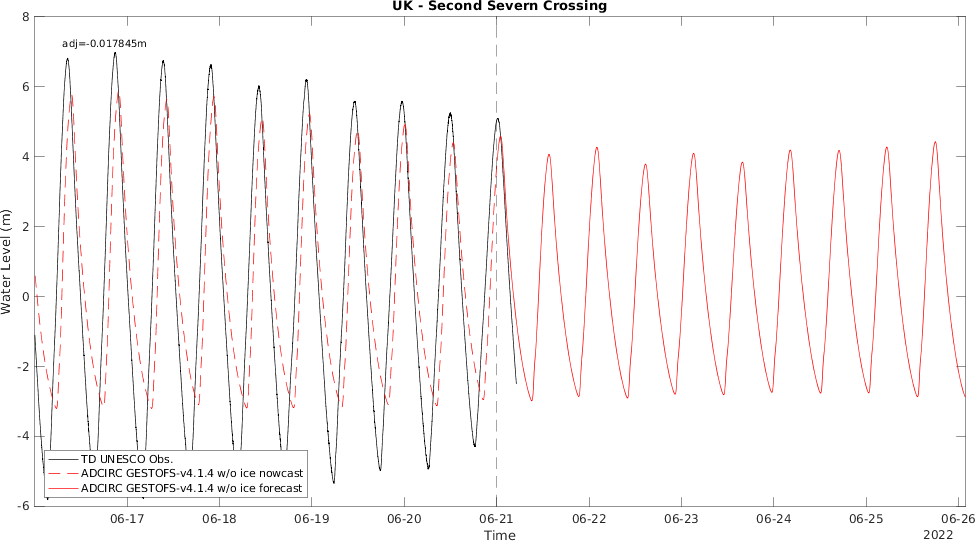 UK - Second Severn Crossing
adj=-0.017845m
8
6
4
2
0
-2
-4
-6
Water Level (m)
TD UNESCO Obs.
ADCIRC GESTOFS-v4.1.4 w/o ice nowcast
ADCIRC GESTOFS-v4.1.4 w/o ice forecast
06-17 06-18 06-19 06-20 06-21 06-22 06-23 06-24 06-25 06-26
Time
2022